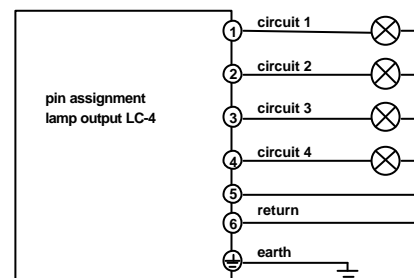 1 circuit 1
2 circuit 2
pin assignment
lamp output LC-4
3 circuit 3
4 circuit 4
5
6 return
earth